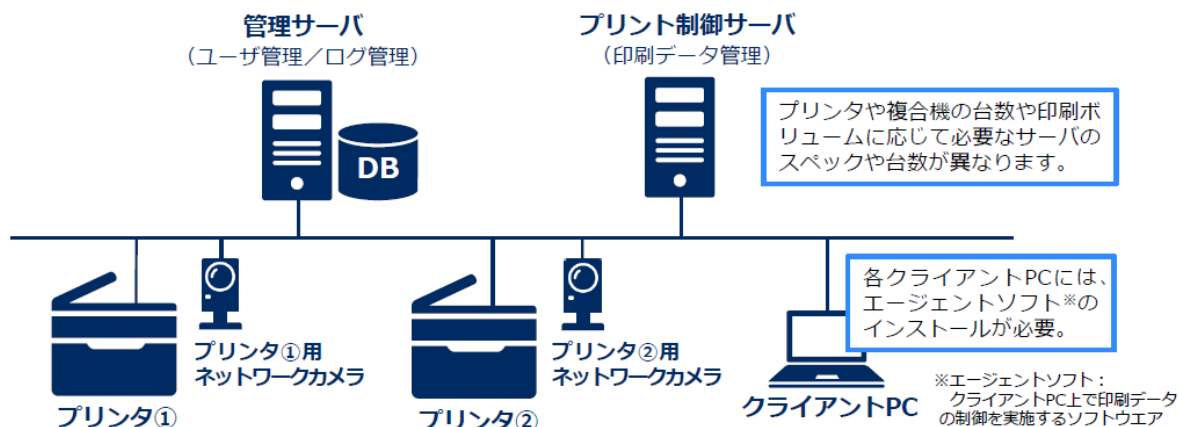 管理サーバ
（ユーザ管理／ログ管理）
プリント制御サーバ
（印刷データ管理）
DB
プリンタや複合機の台数や印刷ボ
リュームに応じて必要なサーバの
スペックや台数が異なります。
各クライアントPCには、
エージェントソフト※の
インストールが必要。
プリンタ①用
ネットワークカメラ
プリンタ②用
ネットワークカメラ
プリンタ①
プリンタ②
クライアントPC
※エージェントソフト：
クライアントPC上で印刷データ
の制御を実施するソフトウエア